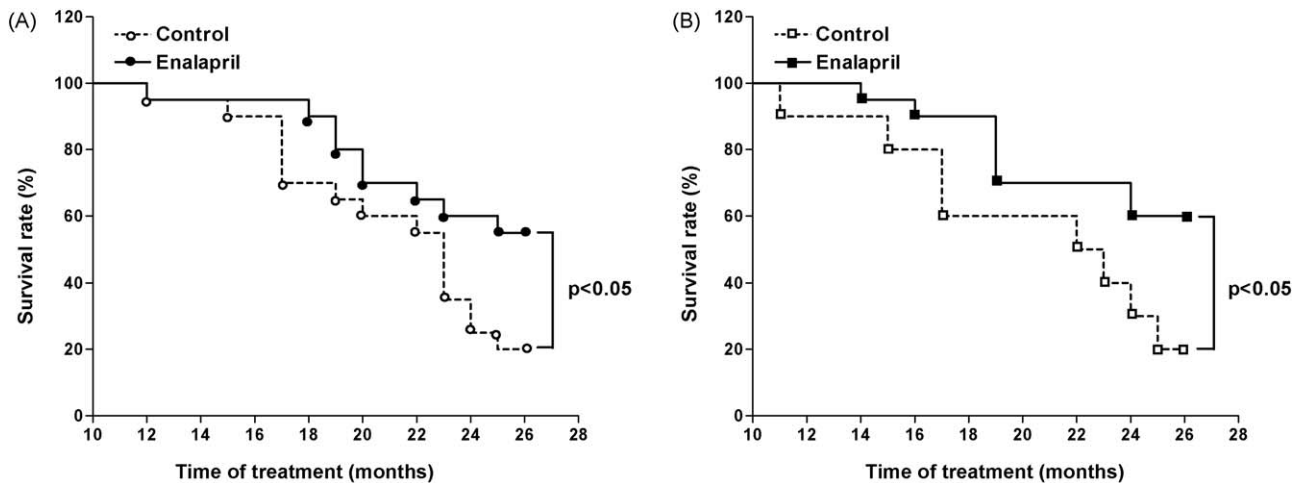 (A)
120
100
80
60
40
20
0
Survival rate (%)
Control
Enalapril
p<0.05
10 12 14 16 18 20 22 24 26 28
Time of treatment (months)
(B)
120
100
80
60
40
20
0
Survival rate (%)
Control
Enalapril
p<0.05
10 12 14 16 18 20 22 24 26 28
Time of treatment (months)